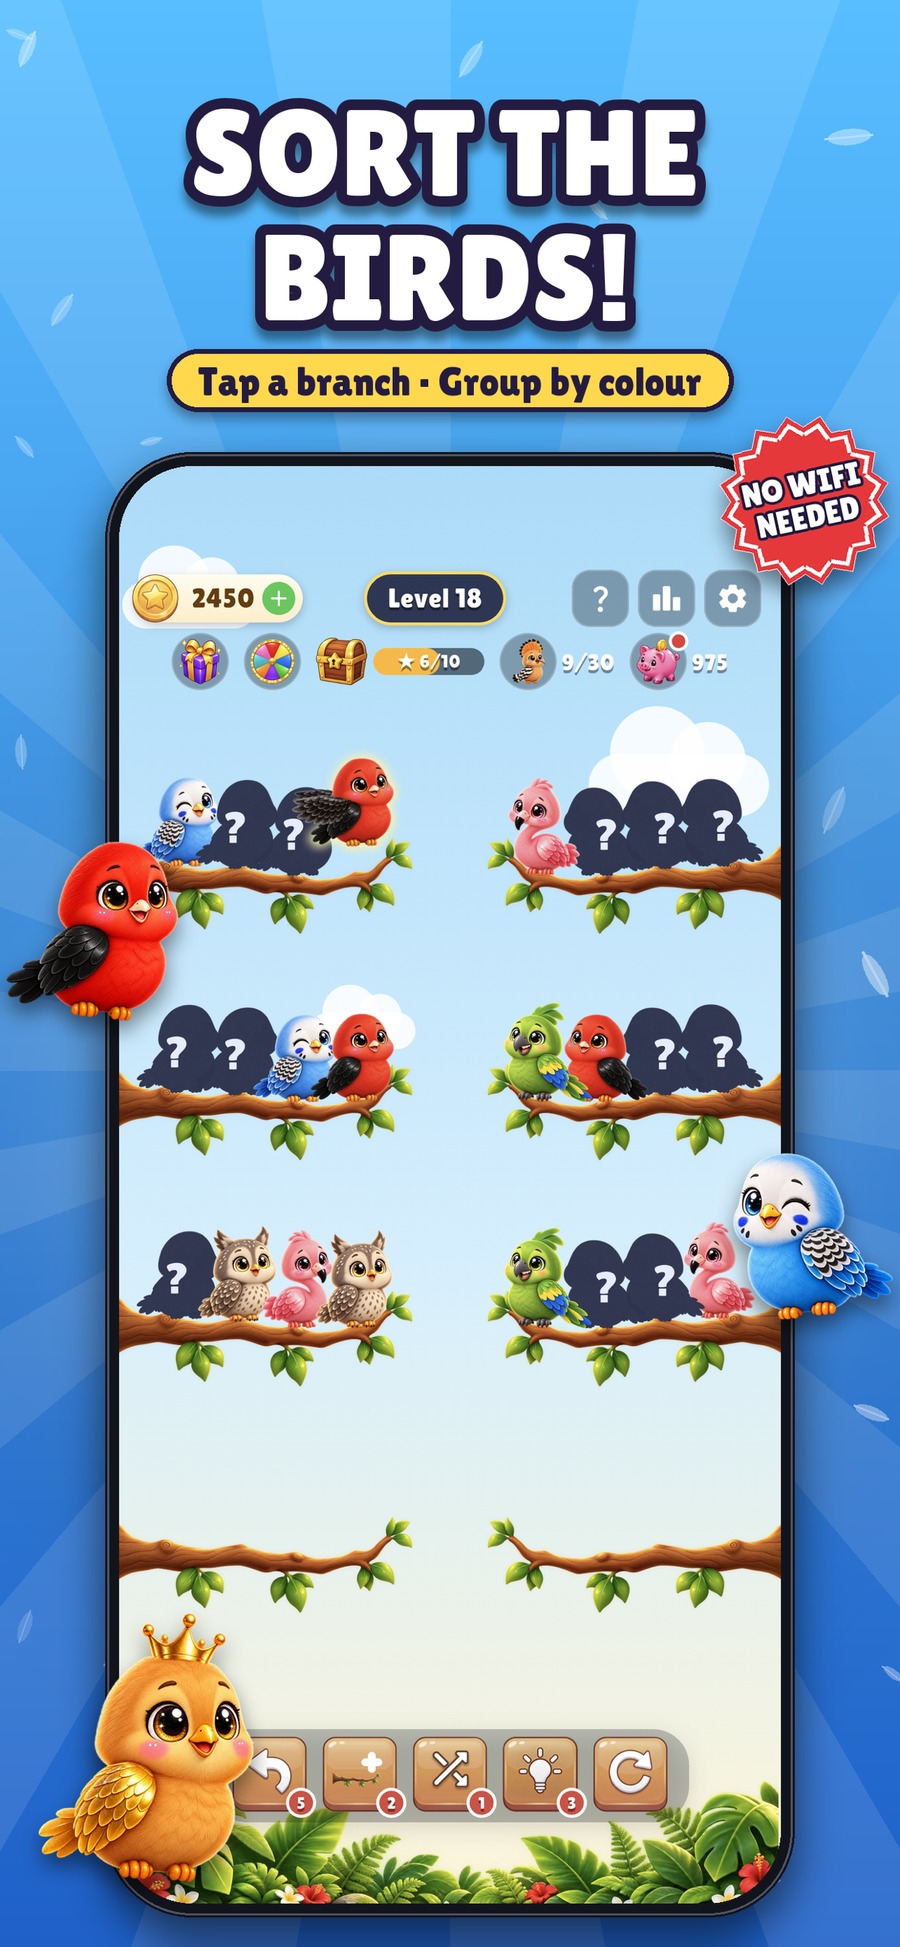 SORT THE
BIRDS!
Tap a branch · Group by colour
NO WIFI
NEEDED
2450 +
Level 18
?
6/10
9/30
975
? ?
? ? ?
? ?
? ?
?
? ?
5
2
1
3